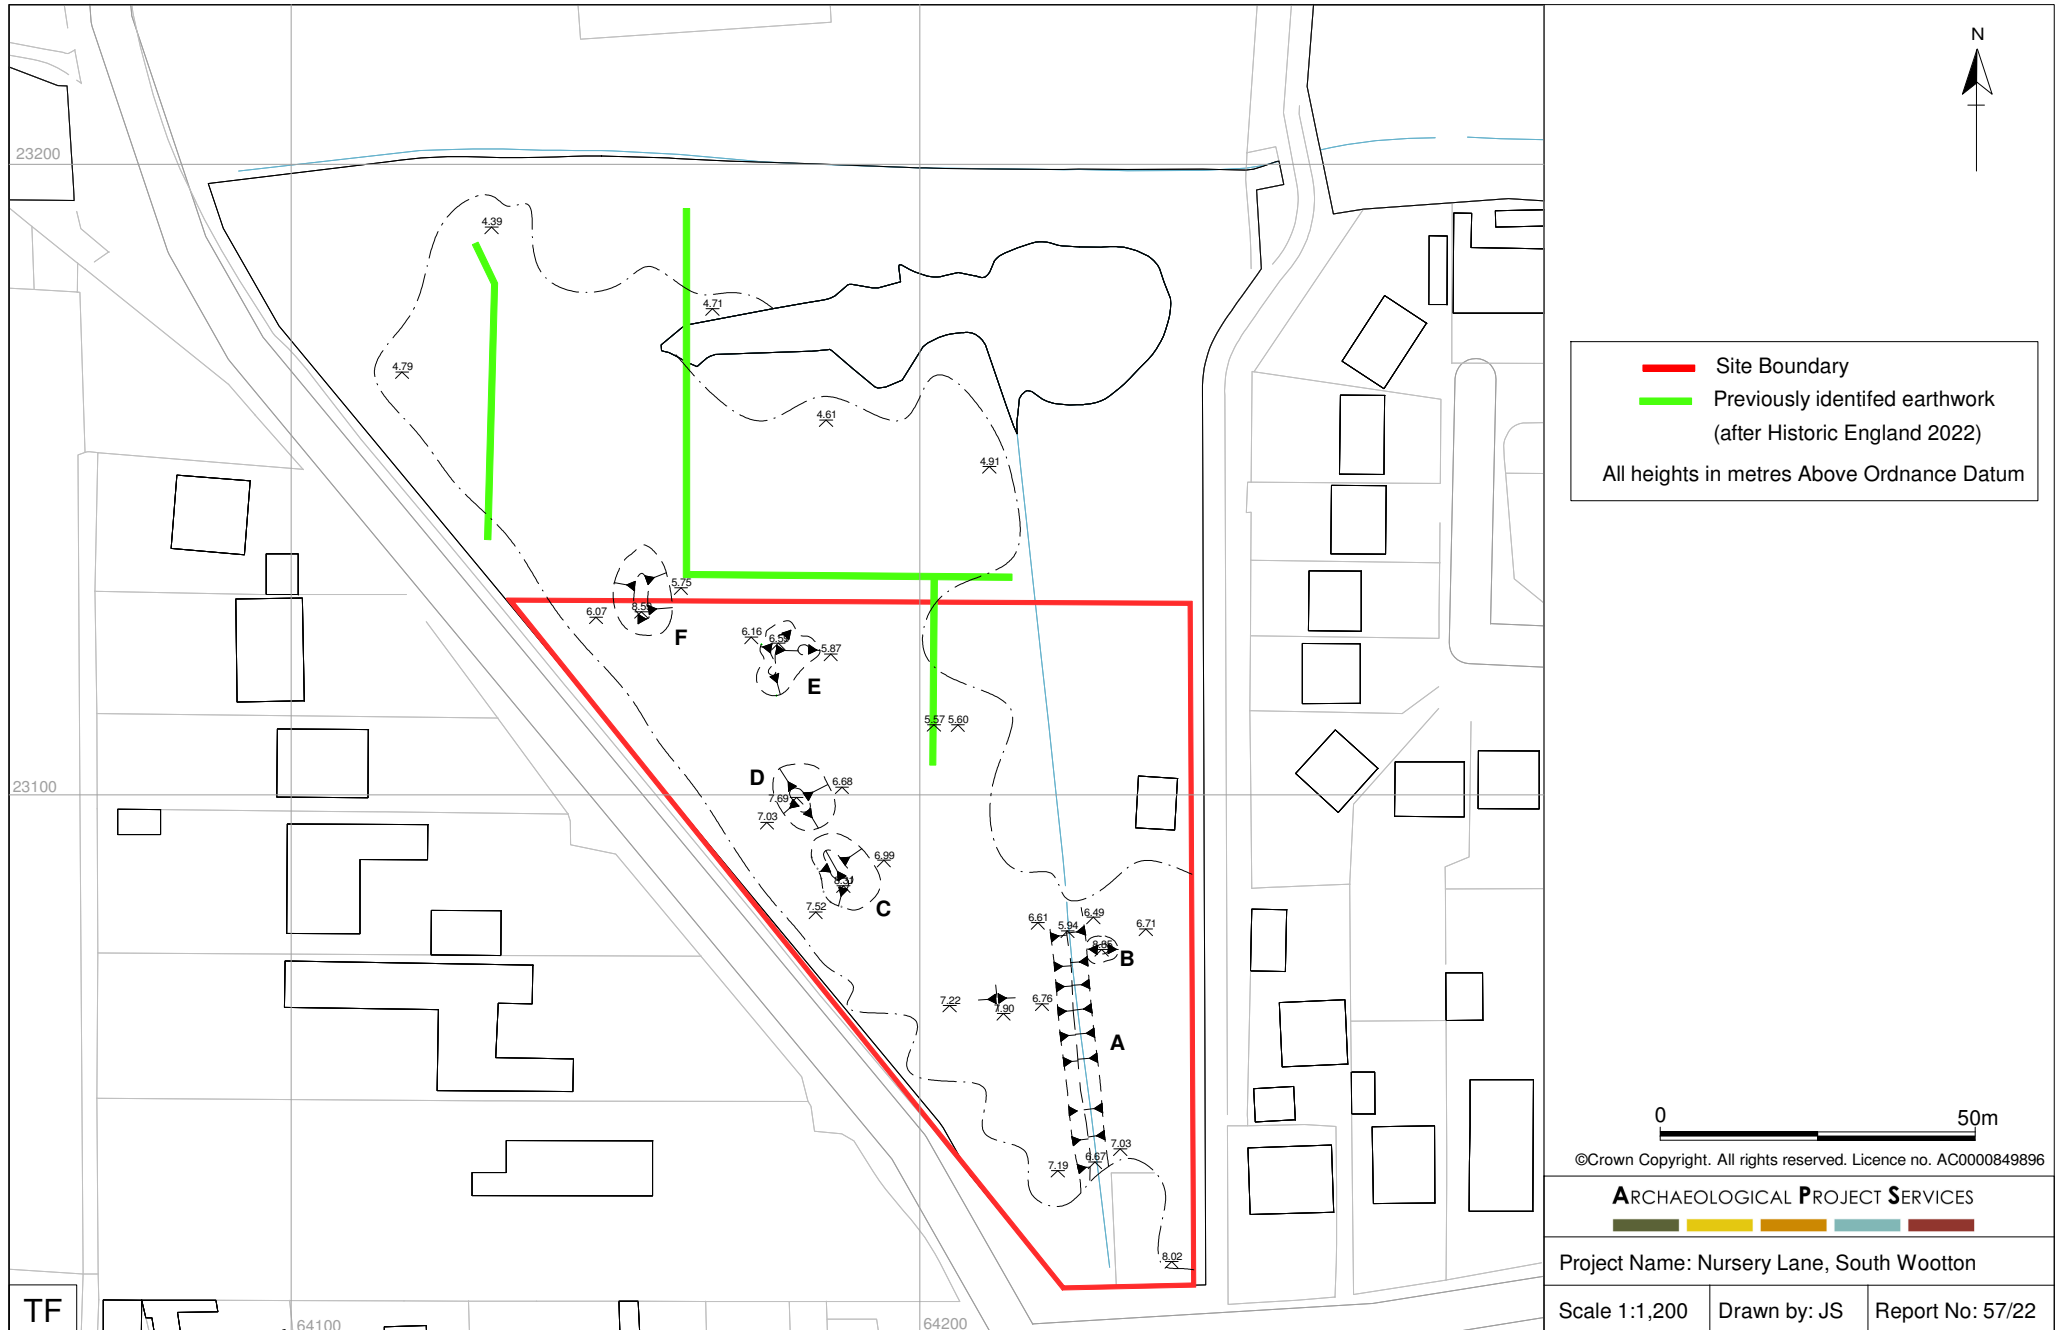 N
23200
4.39
4.71
4.79
4.61
4.91
Site Boundary
Previously identifed earthwork
(after Historic England 2022)
All heights in metres Above Ordnance Datum
5.75
6.07
F
6.16
5.87
E
5.57 5.60
D
6.68
7.69
7.03
23100
6.99
C
7.52
6.61
5.94
6.49
6.71
B
7.22
7.90
6.76
A
7.03
7.19
6.67
8.02
0 50m
©Crown Copyright. All rights reserved. Licence no. AC0000849896
ARCHAEOLOGICAL PROJECT SERVICES
Project Name: Nursery Lane, South Wootton
Scale 1:1,200 Drawn by: JS Report No: 57/22
TF
64100
64200